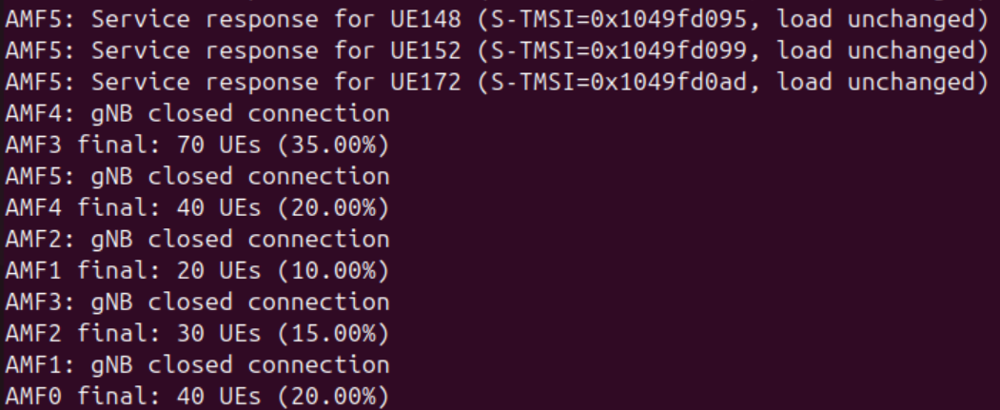 AMF5: Service response for UE148 (S-TMSI=0x1049fd095, load unchanged)
AMF5: Service response for UE152 (S-TMSI=0x1049fd099, load unchanged)
AMF5: Service response for UE172 (S-TMSI=0x1049fd0ad, load unchanged)
AMF4: gNB closed connection
AMF3 final: 70 UEs (35.00%)
AMF5: gNB closed connection
AMF4 final: 40 UEs (20.00%)
AMF2: gNB closed connection
AMF1 final: 20 UEs (10.00%)
AMF3: gNB closed connection
AMF2 final: 30 UEs (15.00%)
AMF1: gNB closed connection
AMF0 final: 40 UEs (20.00%)